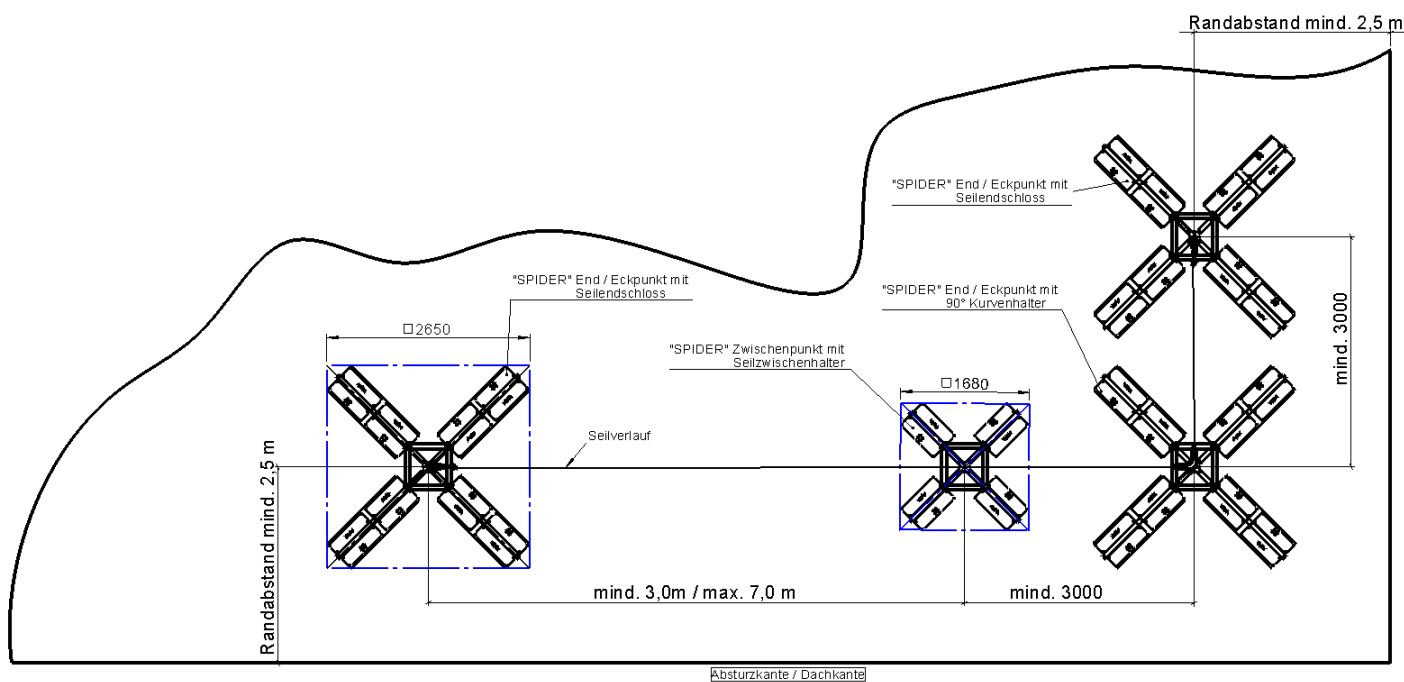 Randabstand mind. 2,5 m
"SPIDER" End / Eckpunkt mit
Seilendschloss
"SPIDER" End / Eckpunkt mit
Seilendschloss
"SPIDER" End / Eckpunkt mit
90° Kurvenhalter
□2650
mind. 3000
"SPIDER" Zwischenpunkt mit
Seilzwischenhalter
□1680
Seilverlauf
Randabstand mind. 2,5 m
mind. 3,0m / max. 7,0 m
mind. 3000
Absturzkante / Dachkante